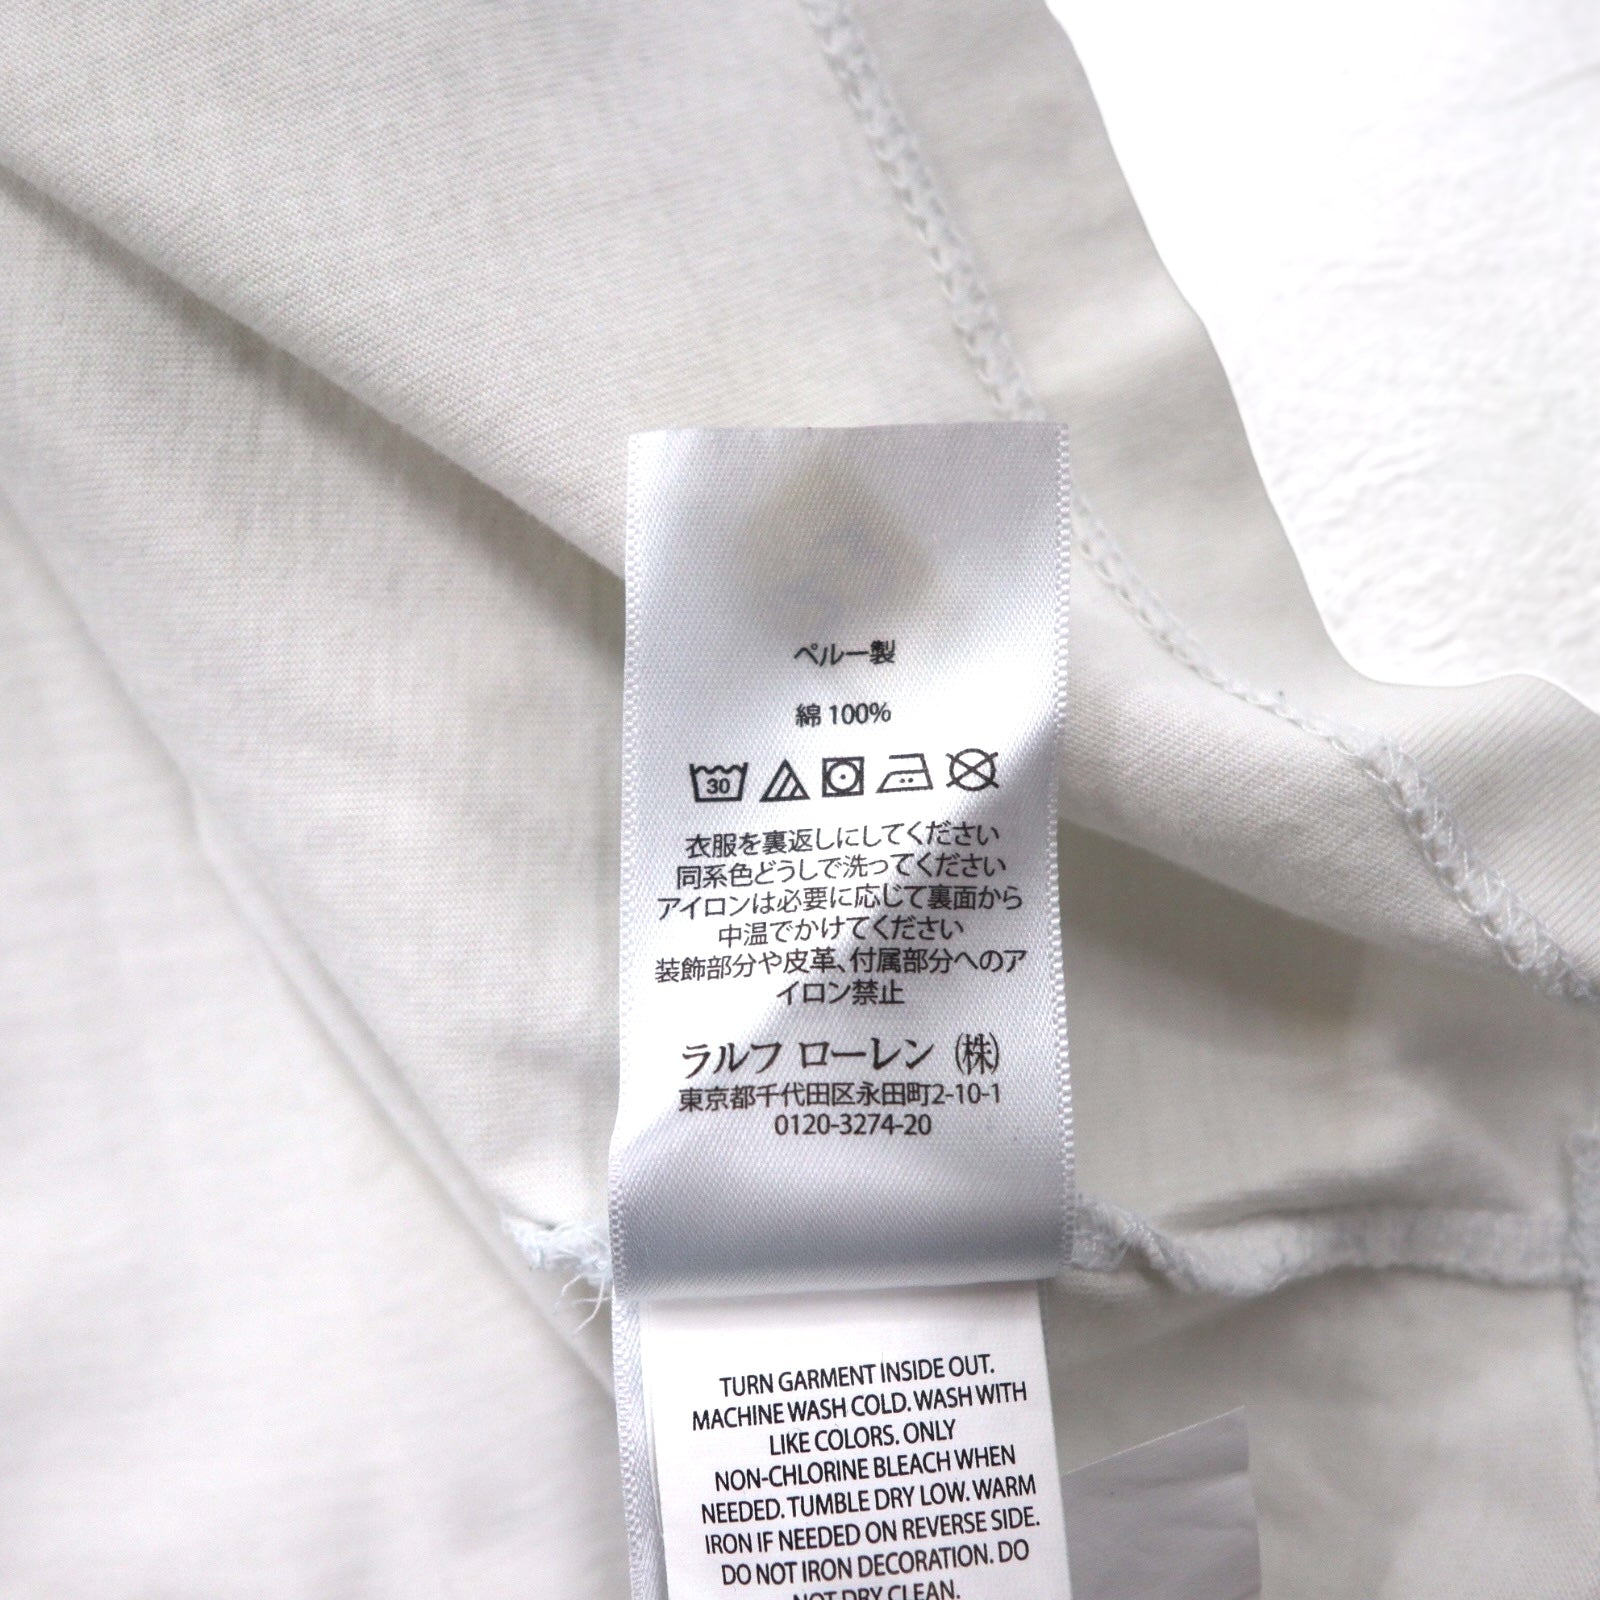 ペルー製
綿 100%
30
衣服を裏返しにしてください
同系色どうしで洗ってください
アイロンは必要に応じて裏面から
中温でかけてください
装飾部分や皮革、付属部分へのア
イロン禁止
ラルフ ローレン (株)
東京都千代田区永田町2-10-1
0120-3274-20
TURN GARMENT INSIDE OUT.
MACHINE WASH COLD. WASH WITH
LIKE COLORS. ONLY
NON-CHLORINE BLEACH WHEN
NEEDED. TUMBLE DRY LOW. WARM
IRON IF NEEDED ON REVERSE SIDE.
DO NOT IRON DECORATION. DO
NOT DRY CLEAN.